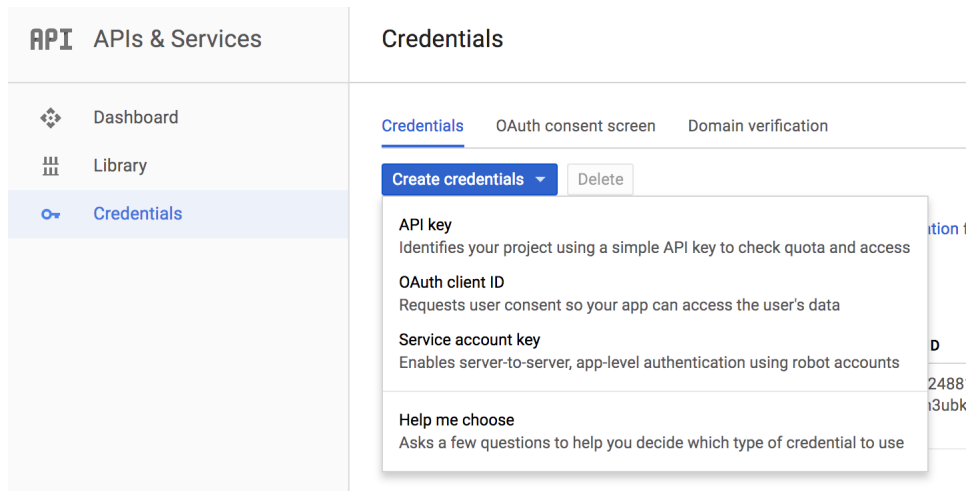 API APIs & Services
Credentials
Dashboard
Library
Credentials
Credentials OAuth consent screen Domain verification
Create credentials Delete
API key
Identifies your project using a simple API key to check quota and access
OAuth client ID
Requests user consent so your app can access the user's data
Service account key
Enables server-to-server, app-level authentication using robot accounts
Help me choose
Asks a few questions to help you decide which type of credential to use